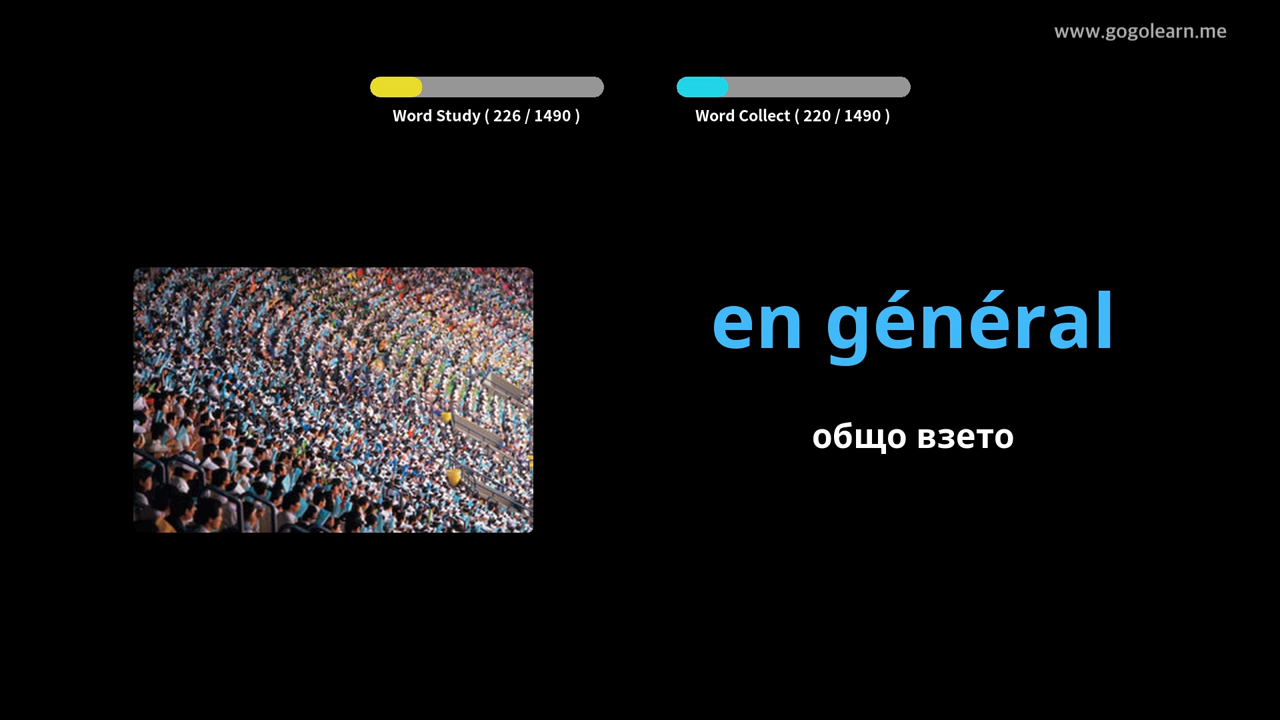 www.gogolearn.me
Word Study ( 226 / 1490 )
Word Collect ( 220 / 1490 )
en général
общо взето